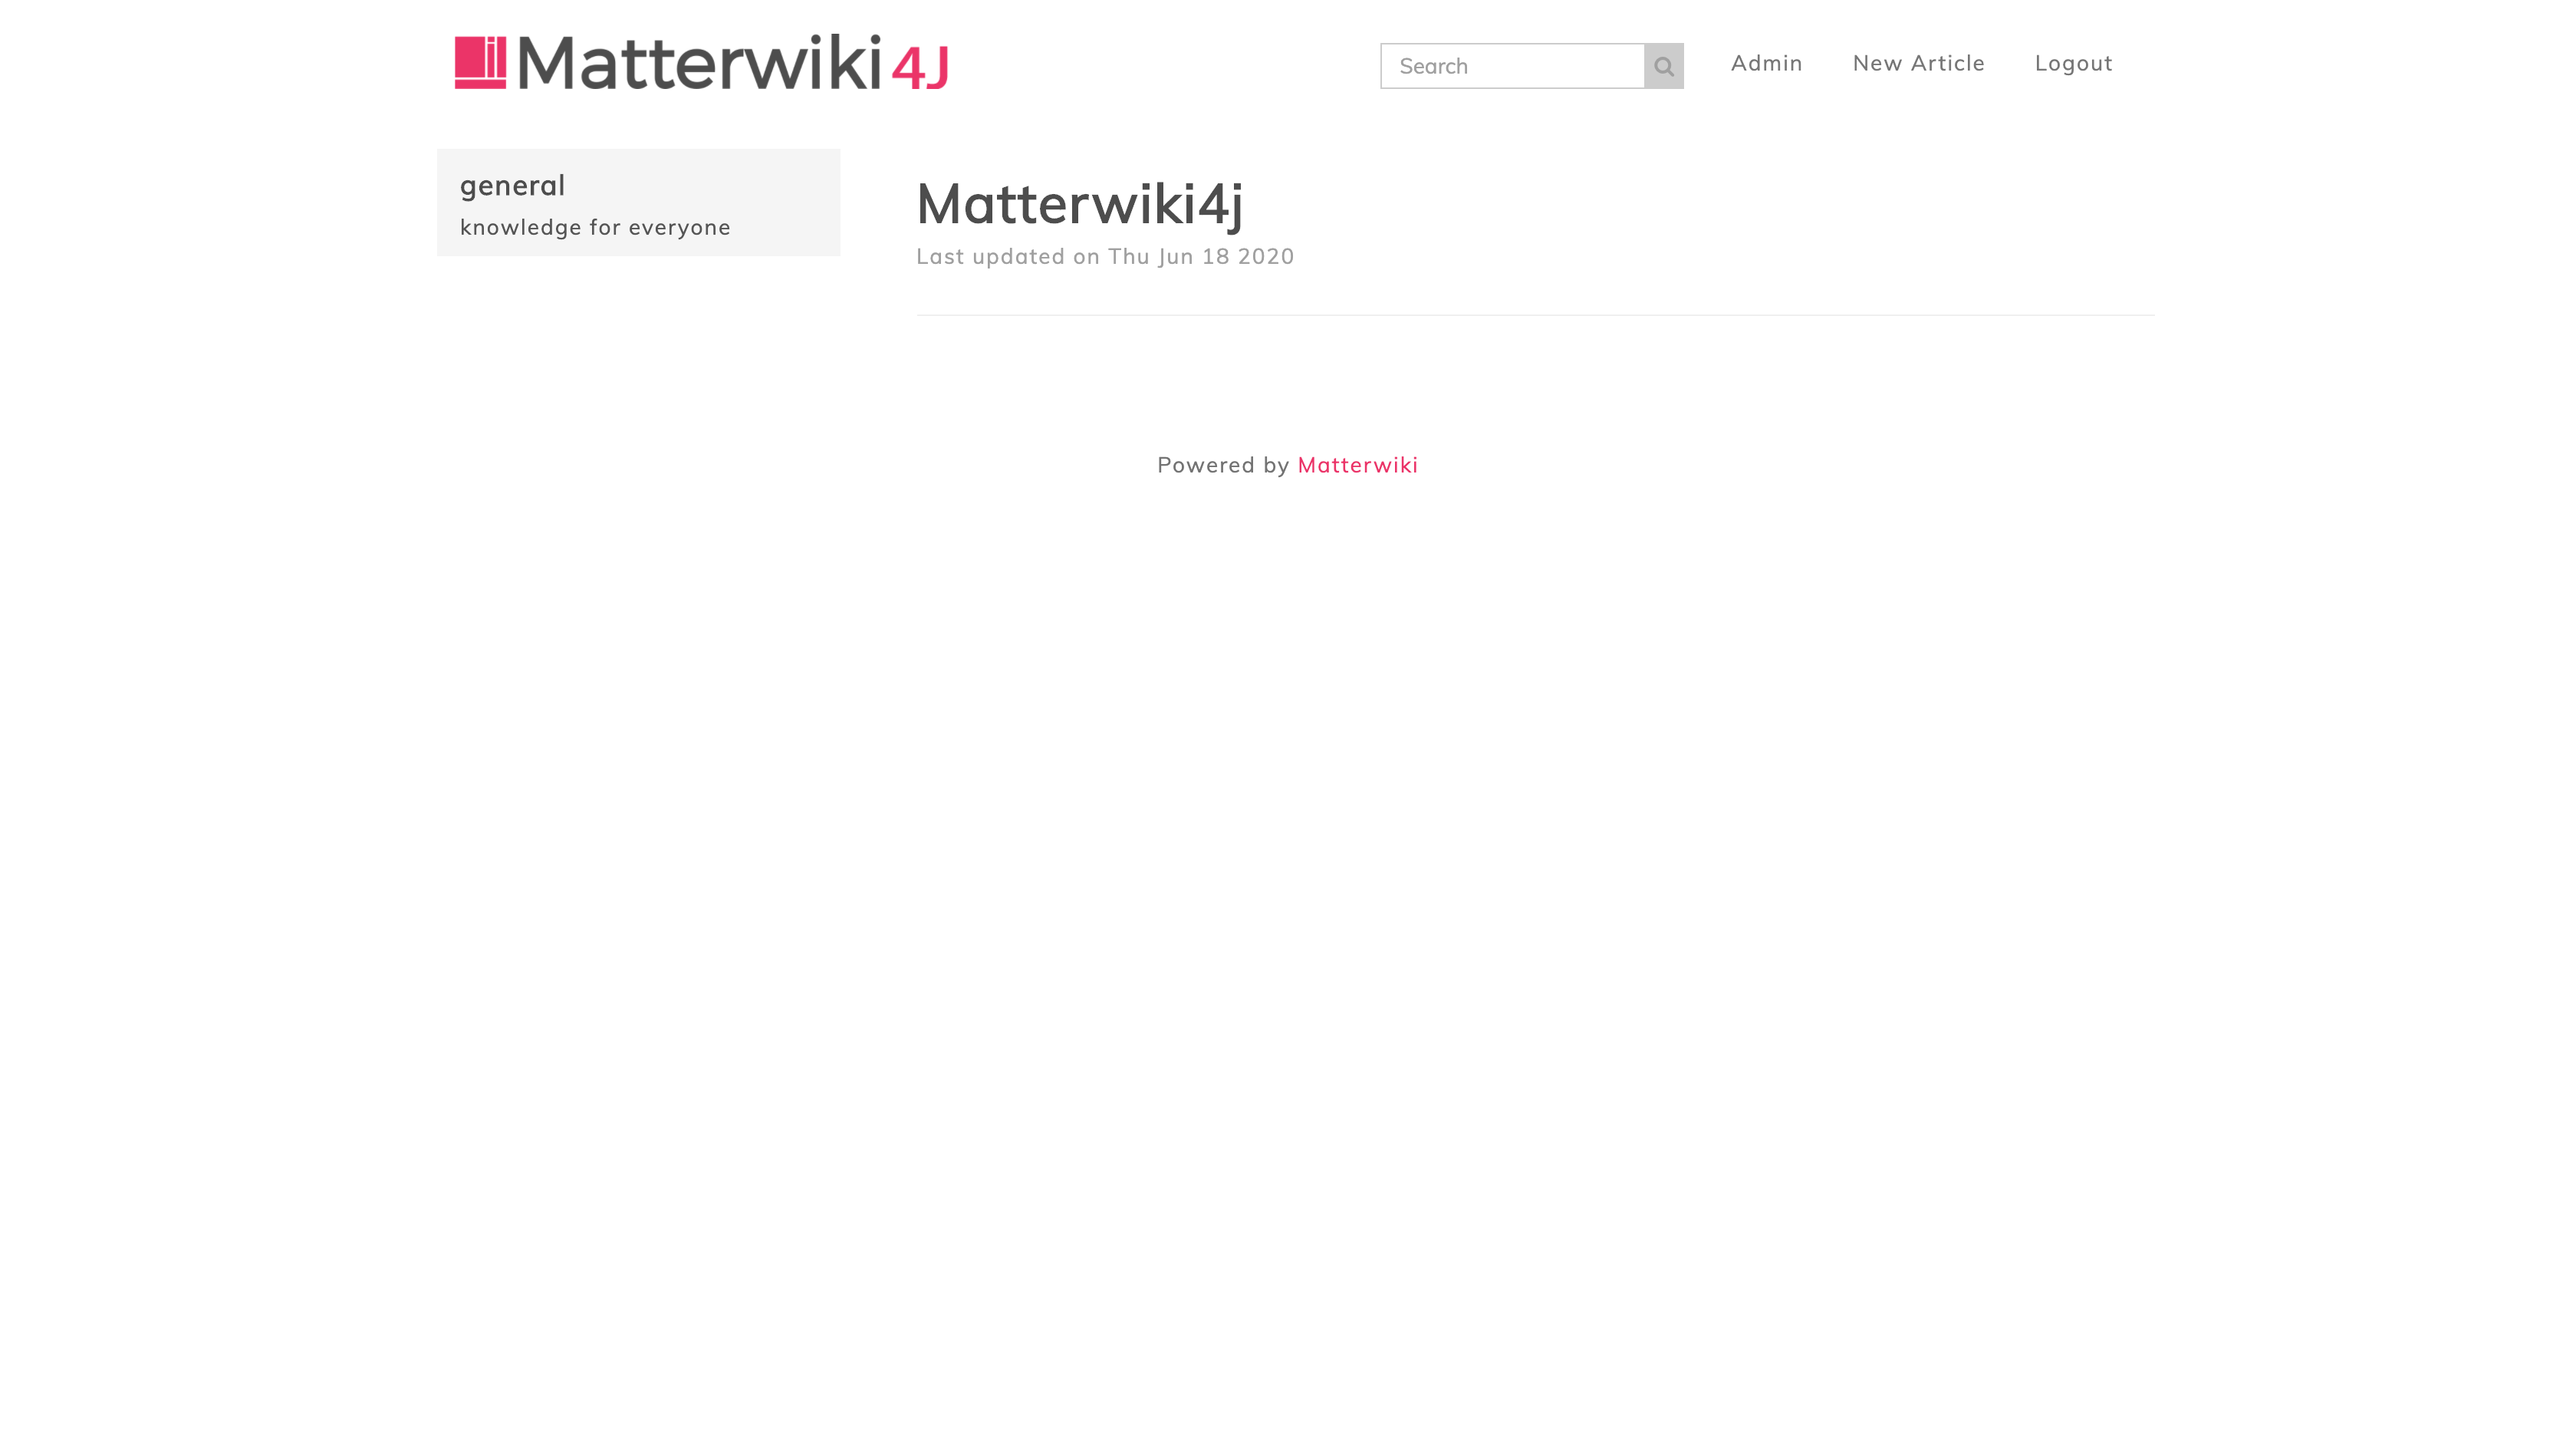 Matterwiki 4J
Search
Admin
New Article
Logout
general
knowledge for everyone
Matterwiki4j
Last updated on Thu Jun 18 2020
Powered by Matterwiki